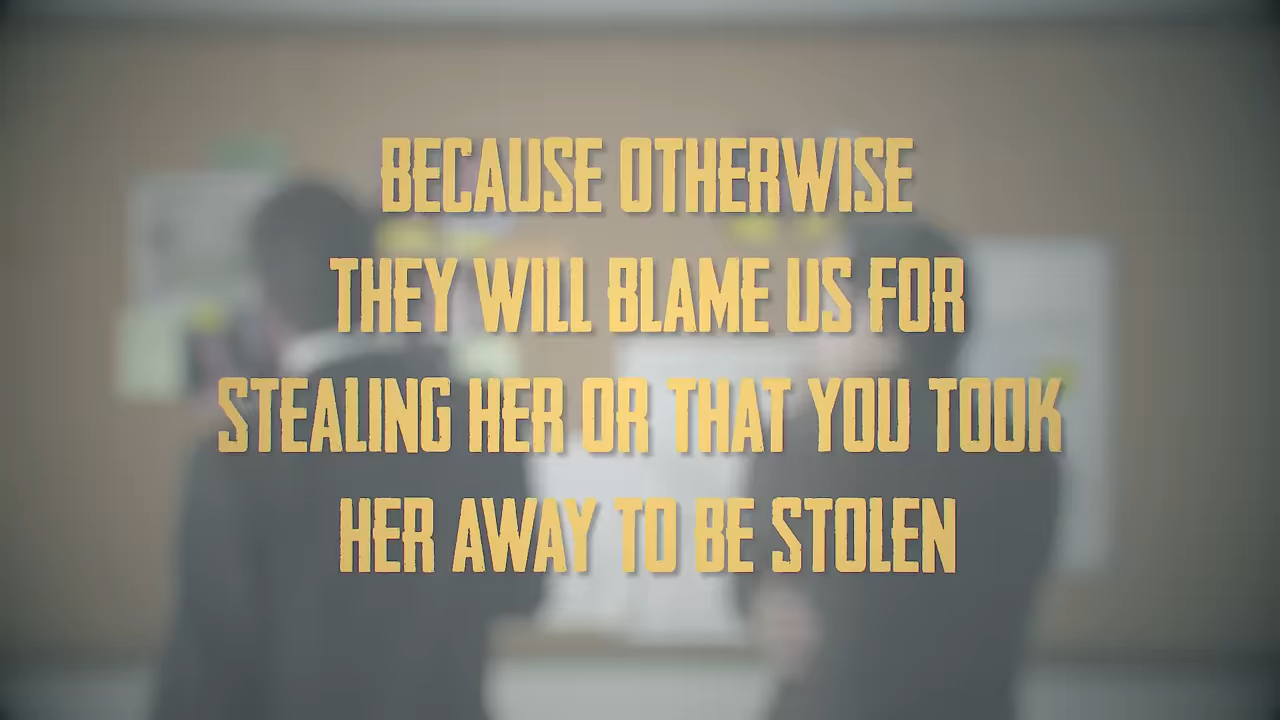 BECAUSE OTHERWISE
THEY WILL BLAME US FOR
STEALING HER OR THAT YOU TOOK
HER AWAY TO BE STOLEN